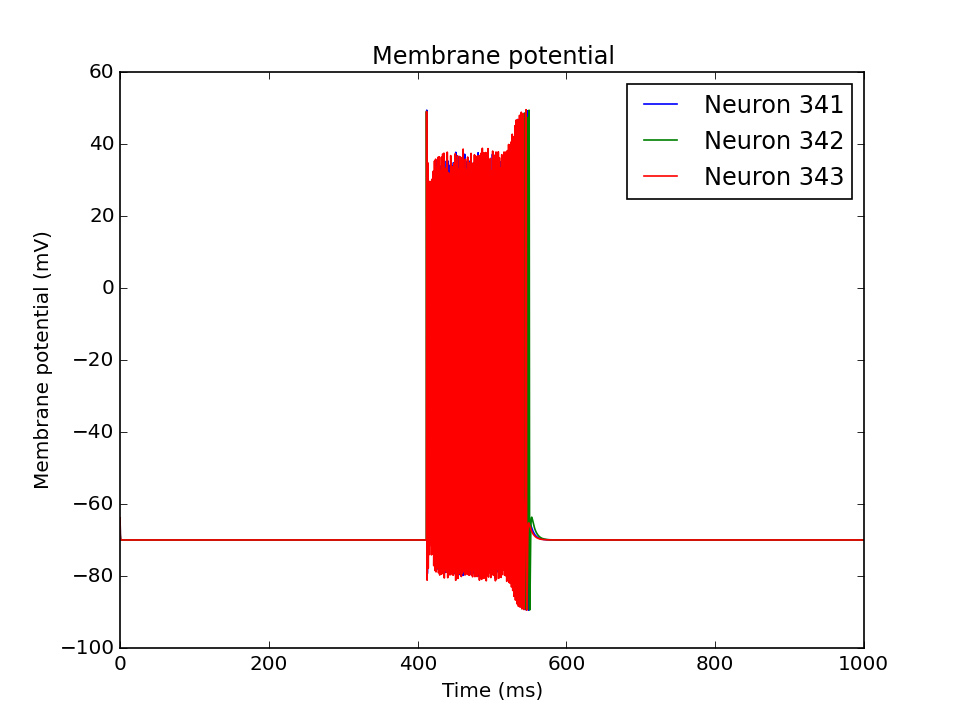 Membrane potential
Neuron 341
Neuron 342
Neuron 343
Membrane potential (mV)
60
40
20
0
−20
−40
−60
−80
−100
0 200 400 600 800 1000
Time (ms)